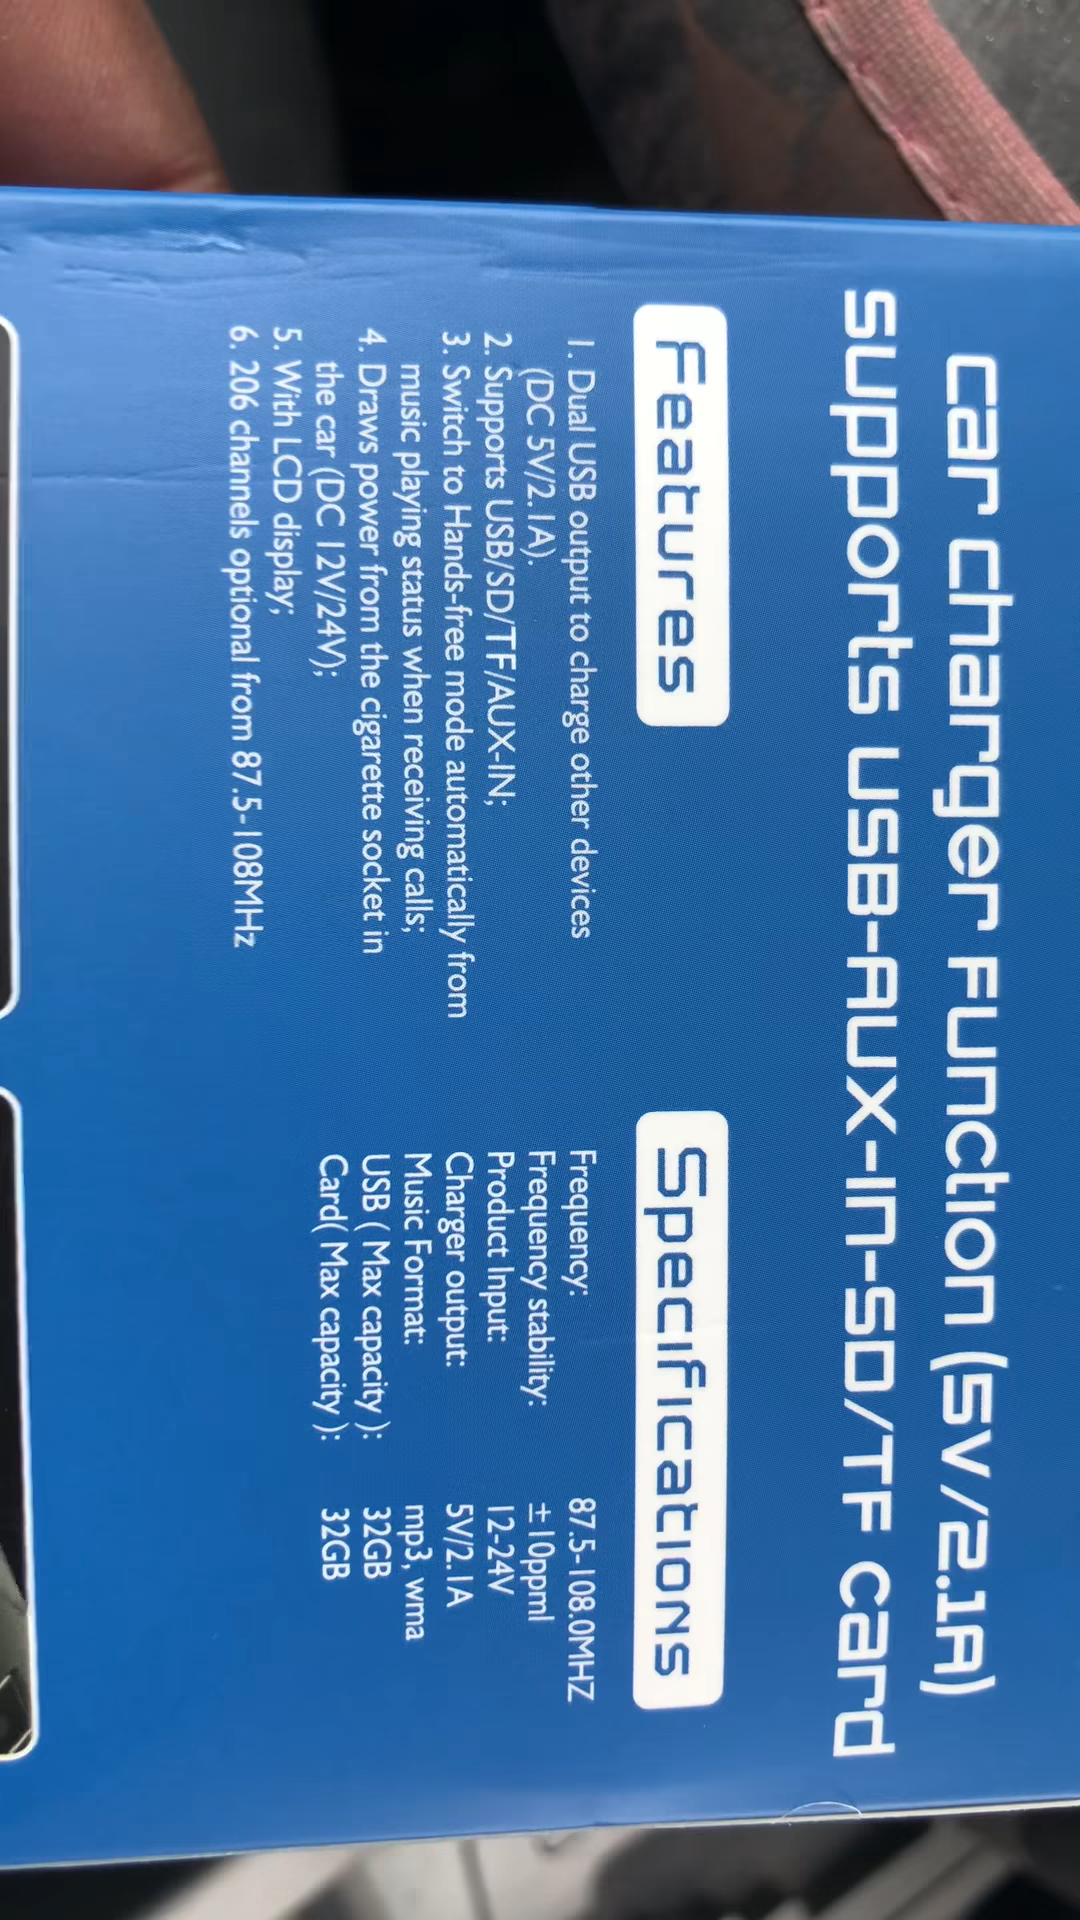 Car Charger Function (5V/2.1A)
Supports USB-AUX-IN-SD/TF Card
Features
1. Dual USB output to charge other devices
(DC 5V/2.1A).
2. Supports USB/SD/TF/AUX-IN;
3. Switch to Hands-free mode automatically from
music playing status when receiving calls;
4. Draws power from the cigarette socket in
the car (DC 12V/24V);
5. With LCD display;
6. 206 channels optional from 87.5-108MHz
Specifications
Frequency: 87.5-108.0MHZ
Frequency stability: ±10ppml
Product Input: 12-24V
Charger output: 5V/2.1A
Music Format: mp3, wma
USB ( Max capacity ): 32GB
Card( Max capacity ): 32GB